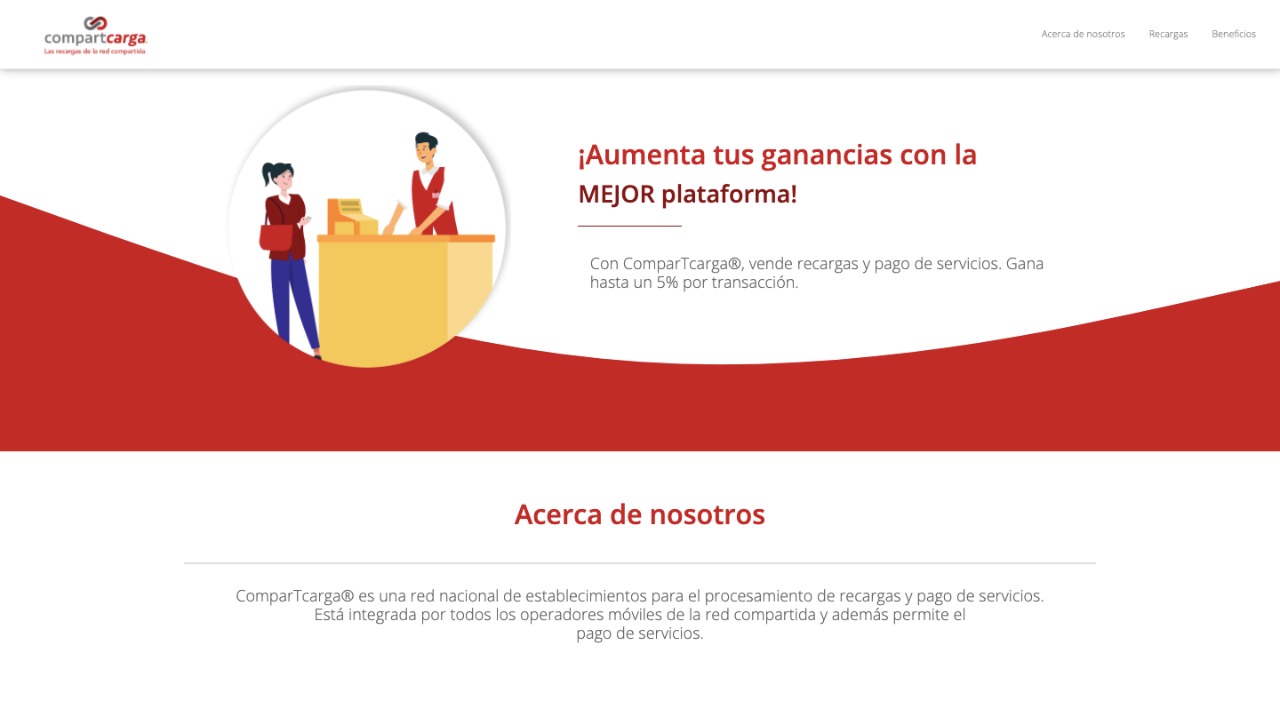 compartcarga
Las recargas de la red compartida
Acerca de nosotros
Recargas
Beneficios
¡Aumenta tus ganancias con la
MEJOR plataforma!
Con ComparTcarga®, vende recargas y pago de servicios. Gana
hasta un 5% por transacción.
Acerca de nosotros
ComparTcarga® es una red nacional de establecimientos para el procesamiento de recargas y pago de servicios.
Está integrada por todos los operadores móviles de la red compartida y además permite el
pago de servicios.